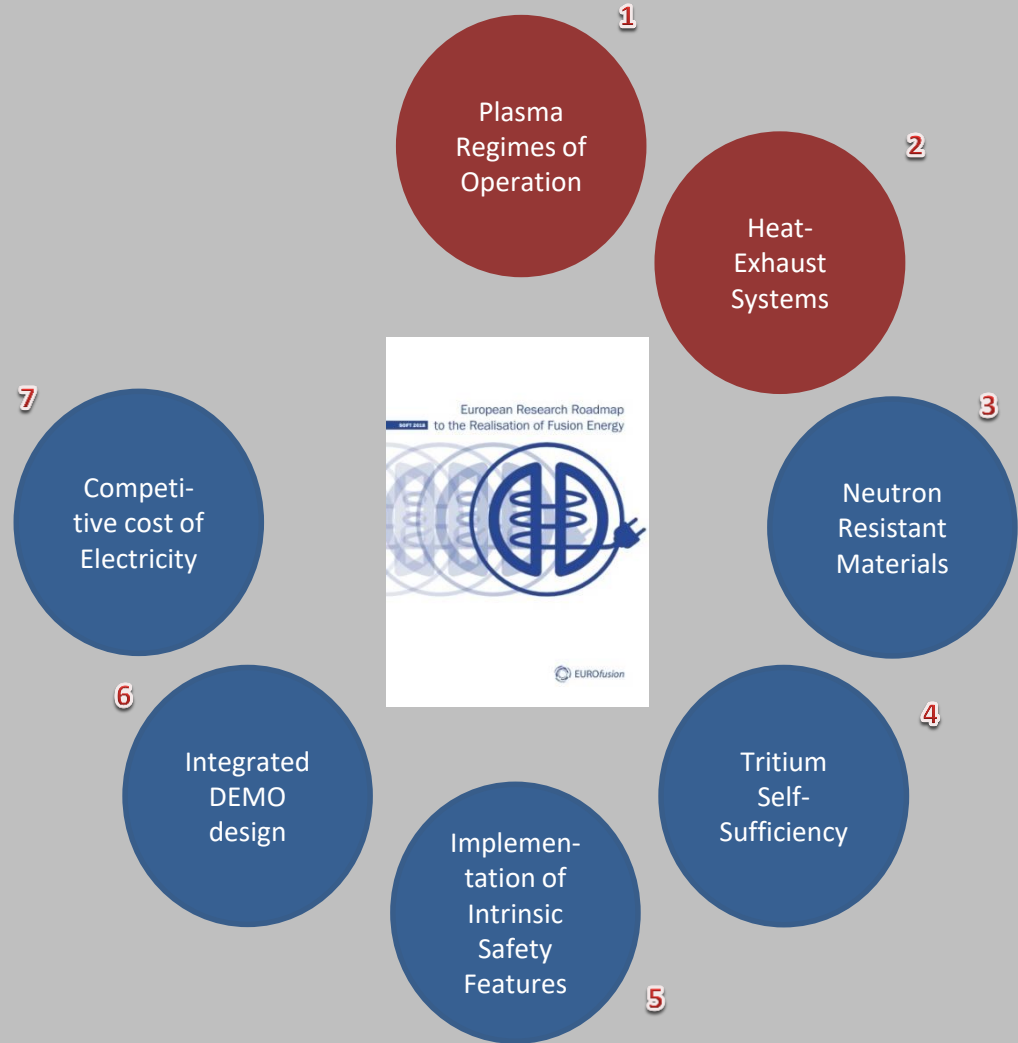 1
Plasma
Regimes of
Operation
2
Heat-
Exhaust
Systems
3
Neutron
Resistant
Materials
4
Tritium
Self-
Sufficiency
5
Implemen-
tation of
Intrinsic
Safety
Features
6
Integrated
DEMO
design
7
Competi-
tive cost of
Electricity
European Research Roadmap
SOFT 2018 to the Realisation of Fusion Energy
EUROfusion